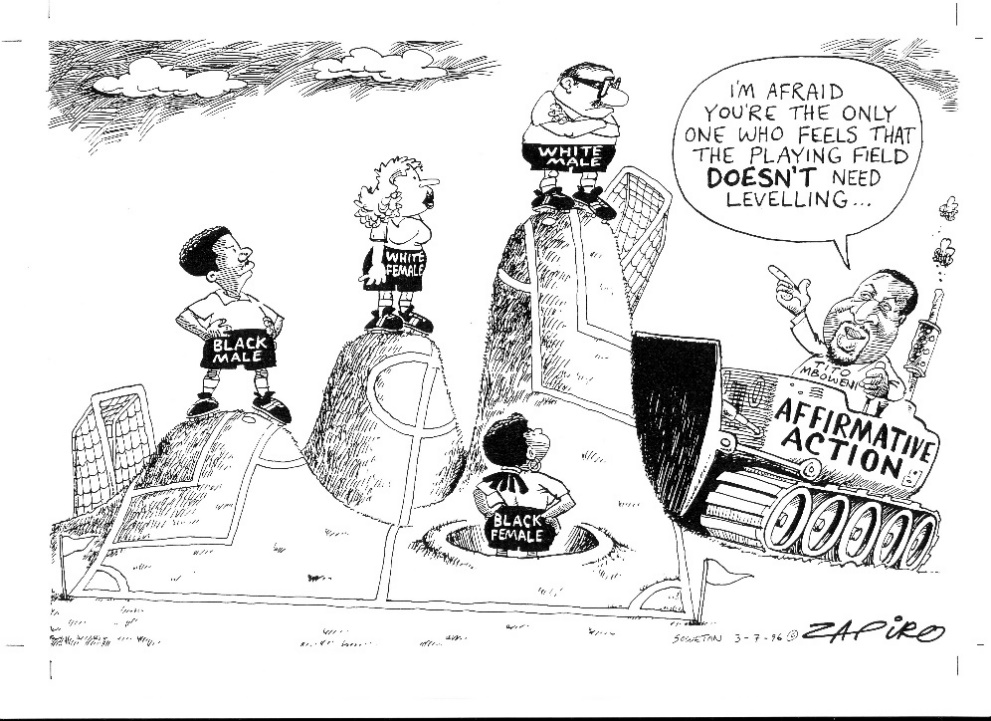 I'M AFRAID
YOU'RE THE ONLY
ONE WHO FEELS THAT
THE PLAYING FIELD
DOESN'T NEED
LEVELLING...
WHITE
MALE
WHITE
FEMALE
BLACK
MALE
BLACK
FEMALE
TITO
MBOWENI
AFFIRMATIVE
ACTION
SOWETAN 3-7-96 © ZAPIRO